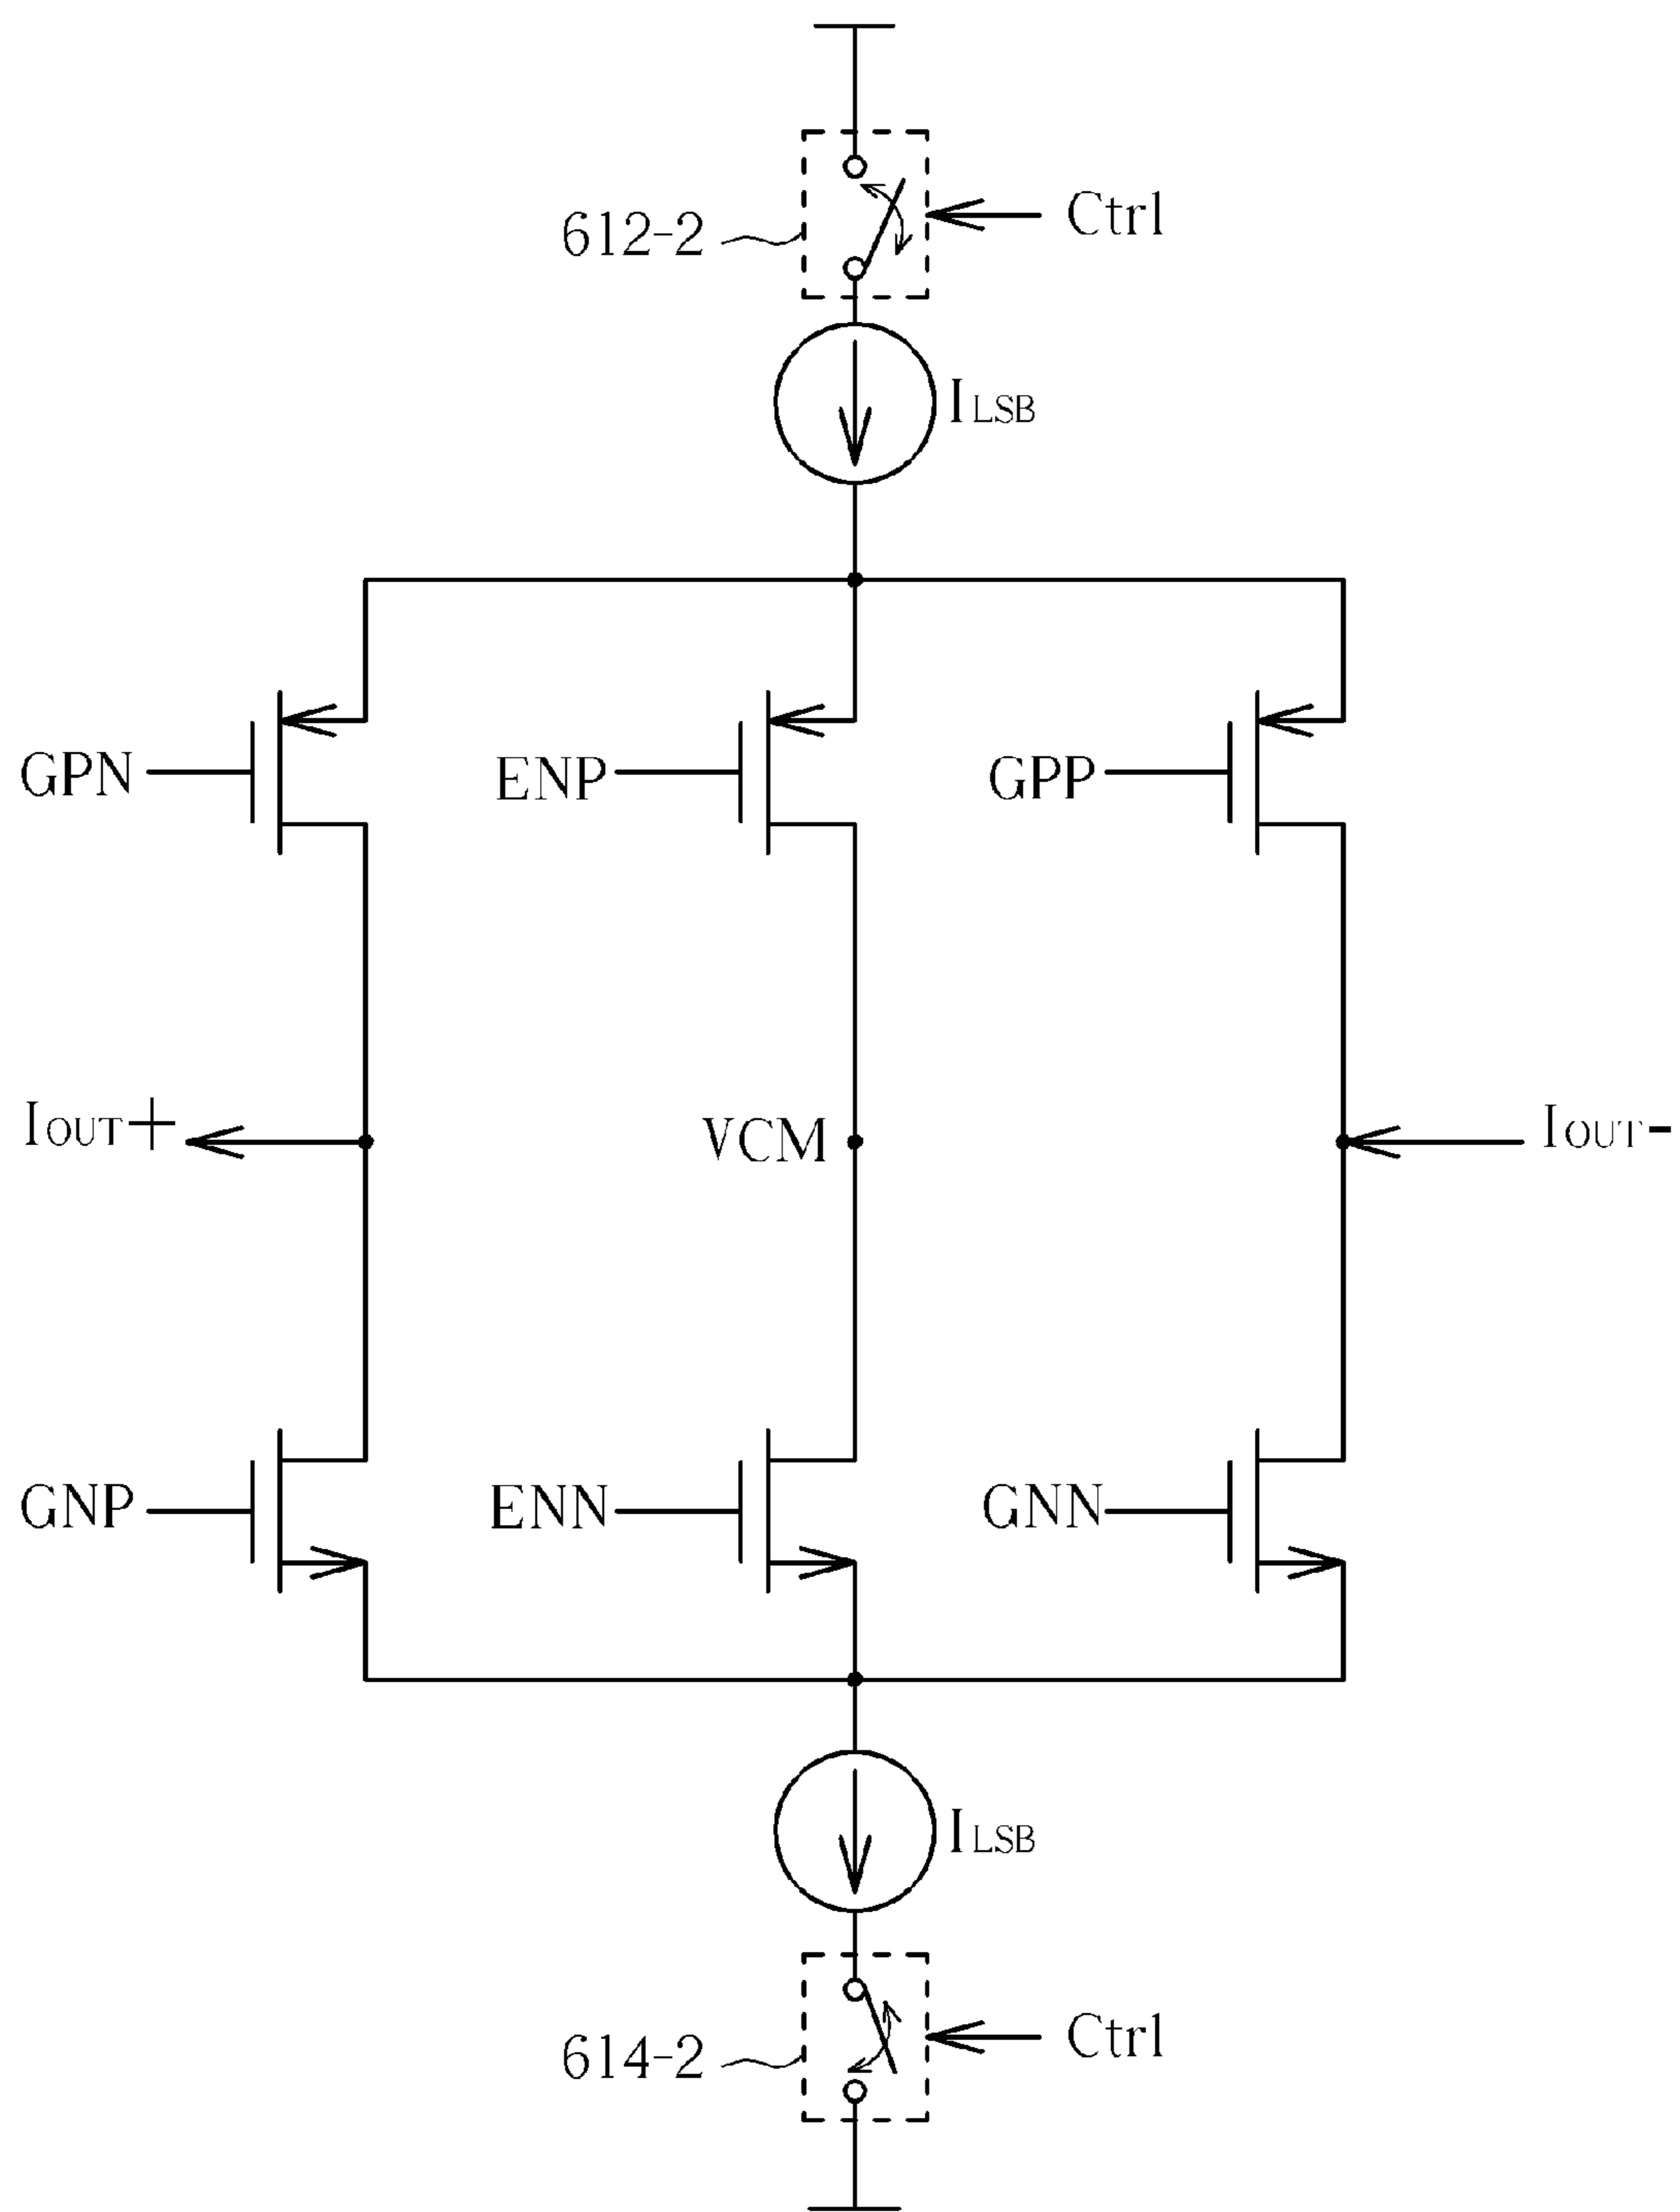 Ctrl
612-2
ILSB
GPN
ENP
GPP
IOUT+
VCM
IOUT-
GNP
ENN
GNN
ILSB
Ctrl
614-2